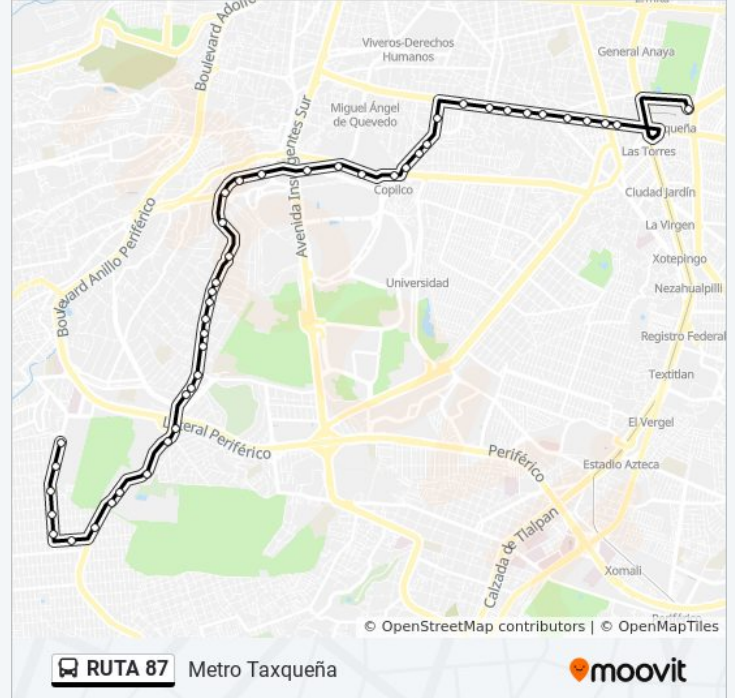 Boulevard Adolfo
Viveros-Derechos
Humanos
General Anaya
Miguel Ángel
de Quevedo
queña
Las Torres
Copilco
Avenida Insurgentes Sur
Ciudad Jardín
La Virgen
Boulevard Anillo Periférico
Xotepingo
Universidad
Nezahualpilli
Registro Federal
Textitlan
El Vergel
Lateral Periférico
Periférico
Estadio Azteca
Calzada de Tlalpan
Xomali
© OpenStreetMap contributors | © OpenMapTiles
RUTA 87
Metro Taxqueña
moovit